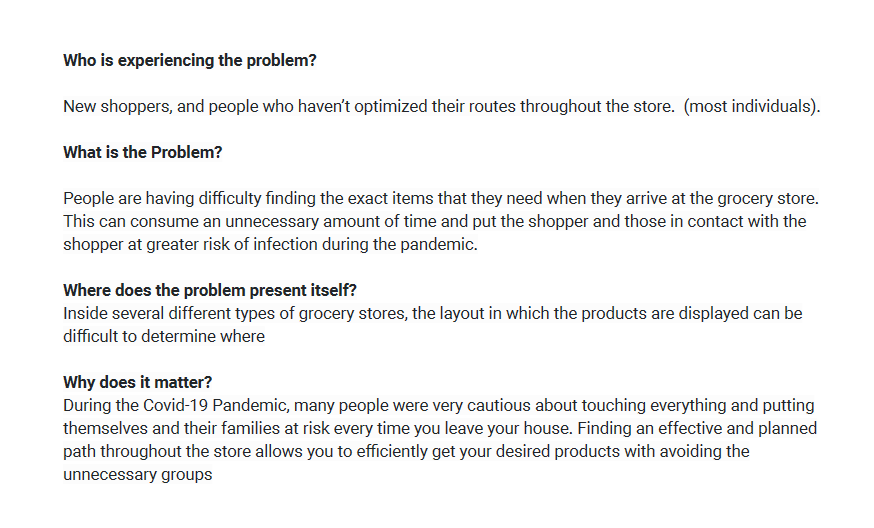 Who is experiencing the problem?
New shoppers, and people who haven’t optimized their routes throughout the store.  (most individuals).
What is the Problem?
People are having difficulty finding the exact items that they need when they arrive at the grocery store.
This can consume an unnecessary amount of time and put the shopper and those in contact with the
shopper at greater risk of infection during the pandemic.
Where does the problem present itself?
Inside several different types of grocery stores, the layout in which the products are displayed can be
difficult to determine where
Why does it matter?
During the Covid-19 Pandemic, many people were very cautious about touching everything and putting
themselves and their families at risk every time you leave your house. Finding an effective and planned
path throughout the store allows you to efficiently get your desired products with avoiding the
unnecessary groups